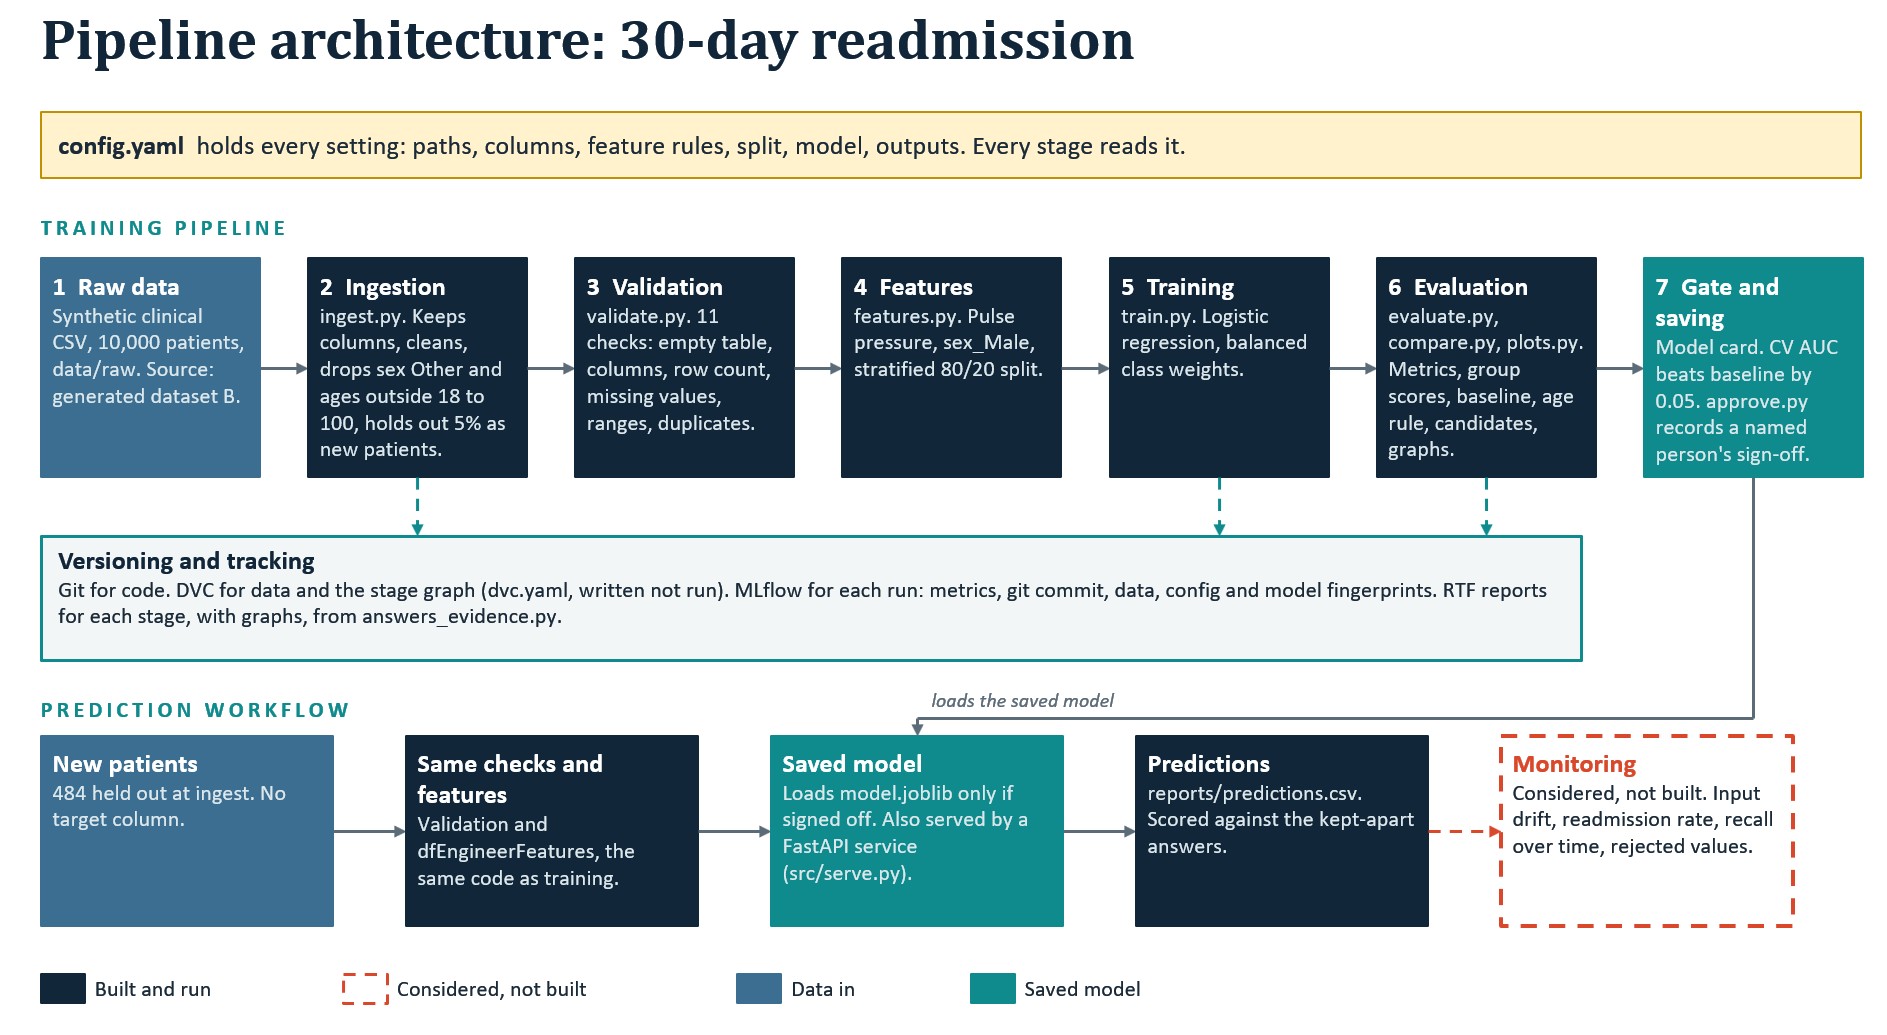 Pipeline architecture: 30-day readmission
config.yaml holds every setting: paths, columns, feature rules, split, model, outputs. Every stage reads it.
TRAINING PIPELINE
1 Raw data
Synthetic clinical
CSV, 10,000 patients,
data/raw. Source:
generated dataset B.
2 Ingestion
ingest.py. Keeps
columns, cleans,
drops sex Other and
ages outside 18 to
100, holds out 5% as
new patients.
3 Validation
validate.py. 11
checks: empty table,
columns, row count,
missing values,
ranges, duplicates.
4 Features
features.py. Pulse
pressure, sex_Male,
stratified 80/20 split.
5 Training
train.py. Logistic
regression, balanced
class weights.
6 Evaluation
evaluate.py,
compare.py, plots.py.
Metrics, group
scores, baseline, age
rule, candidates,
graphs.
7 Gate and
saving
Model card. CV AUC
beats baseline by
0.05. approve.py
records a named
person's sign-off.
Versioning and tracking
Git for code. DVC for data and the stage graph (dvc.yaml, written not run). MLflow for each run: metrics, git commit, data, config and model fingerprints. RTF reports
for each stage, with graphs, from answers_evidence.py.
loads the saved model
PREDICTION WORKFLOW
New patients
484 held out at ingest. No
target column.
Same checks and
features
Validation and
dfEngineerFeatures, the
same code as training.
Saved model
Loads model.joblib only if
signed off. Also served by a
FastAPI service
(src/serve.py).
Predictions
reports/predictions.csv.
Scored against the kept-apart
answers.
Monitoring
Considered, not built. Input
drift, readmission rate, recall
over time, rejected values.
Built and run
Considered, not built
Data in
Saved model